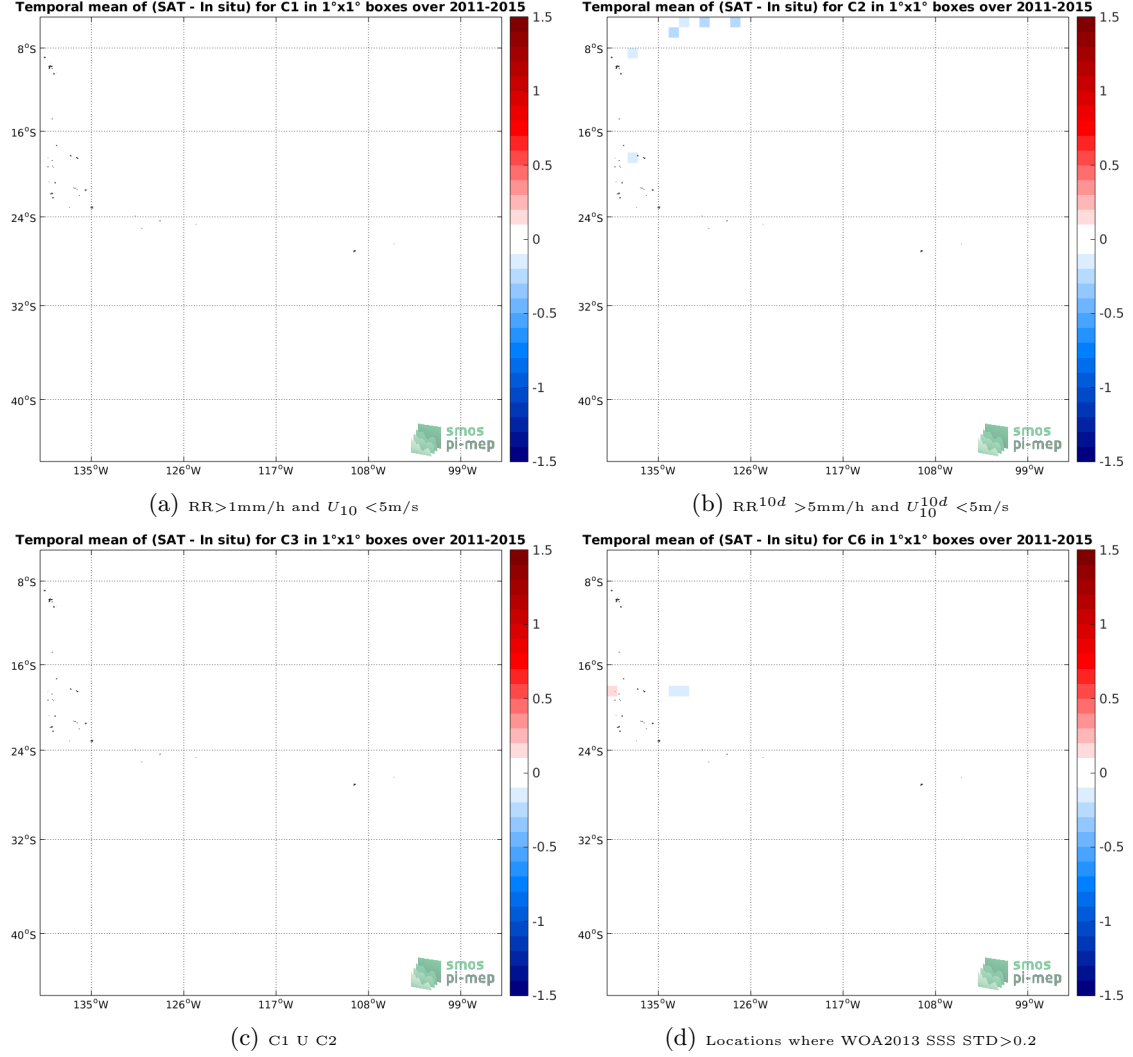 Temporal mean of (SAT - In situ) for C1 in 1°x1° boxes over 2011-2015
8°S
16°S
24°S
32°S
40°S
135°W
126°W
117°W
108°W
99°W
1.5
1
0.5
0
-0.5
-1
-1.5
smos
pi-mep
(a) RR>1mm/h and U10 <5m/s
Temporal mean of (SAT - In situ) for C2 in 1°x1° boxes over 2011-2015
8°S
16°S
24°S
32°S
40°S
135°W
126°W
117°W
108°W
99°W
1.5
1
0.5
0
-0.5
-1
-1.5
smos
pi-mep
(b) RR^10d >5mm/h and U10^10d <5m/s
Temporal mean of (SAT - In situ) for C3 in 1°x1° boxes over 2011-2015
8°S
16°S
24°S
32°S
40°S
135°W
126°W
117°W
108°W
99°W
1.5
1
0.5
0
-0.5
-1
-1.5
smos
pi-mep
(c) C1 U C2
Temporal mean of (SAT - In situ) for C6 in 1°x1° boxes over 2011-2015
8°S
16°S
24°S
32°S
40°S
135°W
126°W
117°W
108°W
99°W
1.5
1
0.5
0
-0.5
-1
-1.5
smos
pi-mep
(d) Locations where WOA2013 SSS STD>0.2